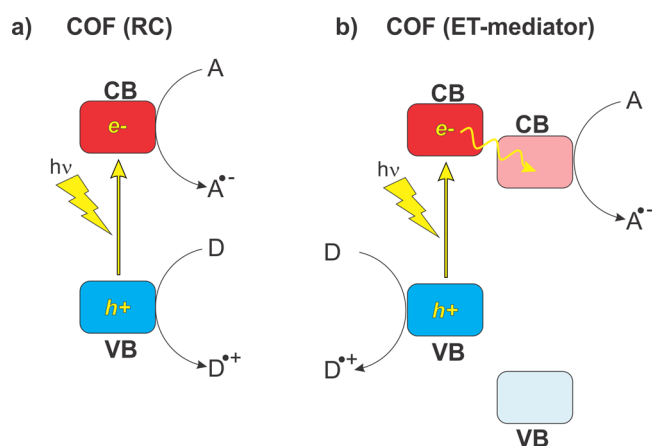 a) COF (RC)
CB
A
e-
hν
A•-
D
h+
VB
D•+
b) COF (ET-mediator)
CB
e-
CB
A
hν
A•-
D
h+
VB
D•+
VB